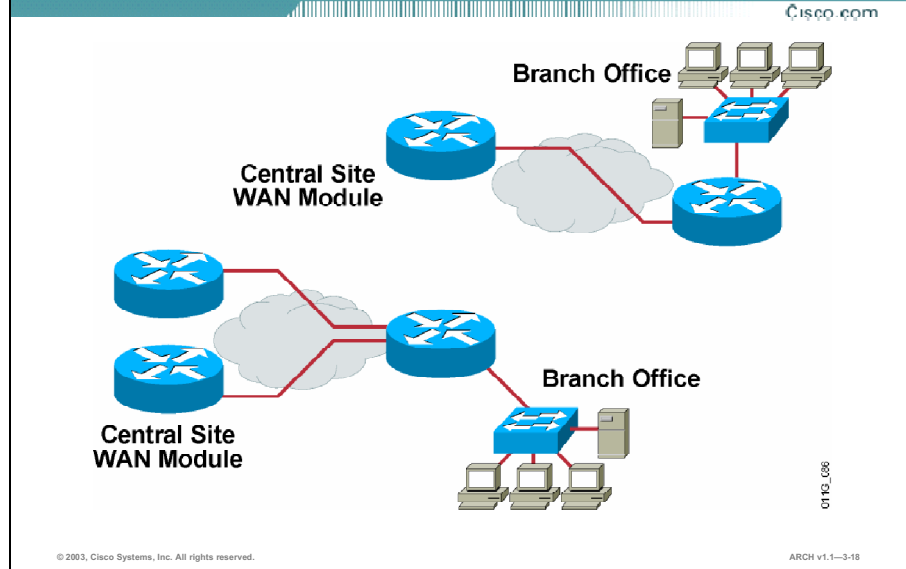 Cisco.com
Branch Office
Central Site
WAN Module
Branch Office
Central Site
WAN Module
011G_086
© 2003, Cisco Systems, Inc. All rights reserved.
ARCH v1.1—3-18